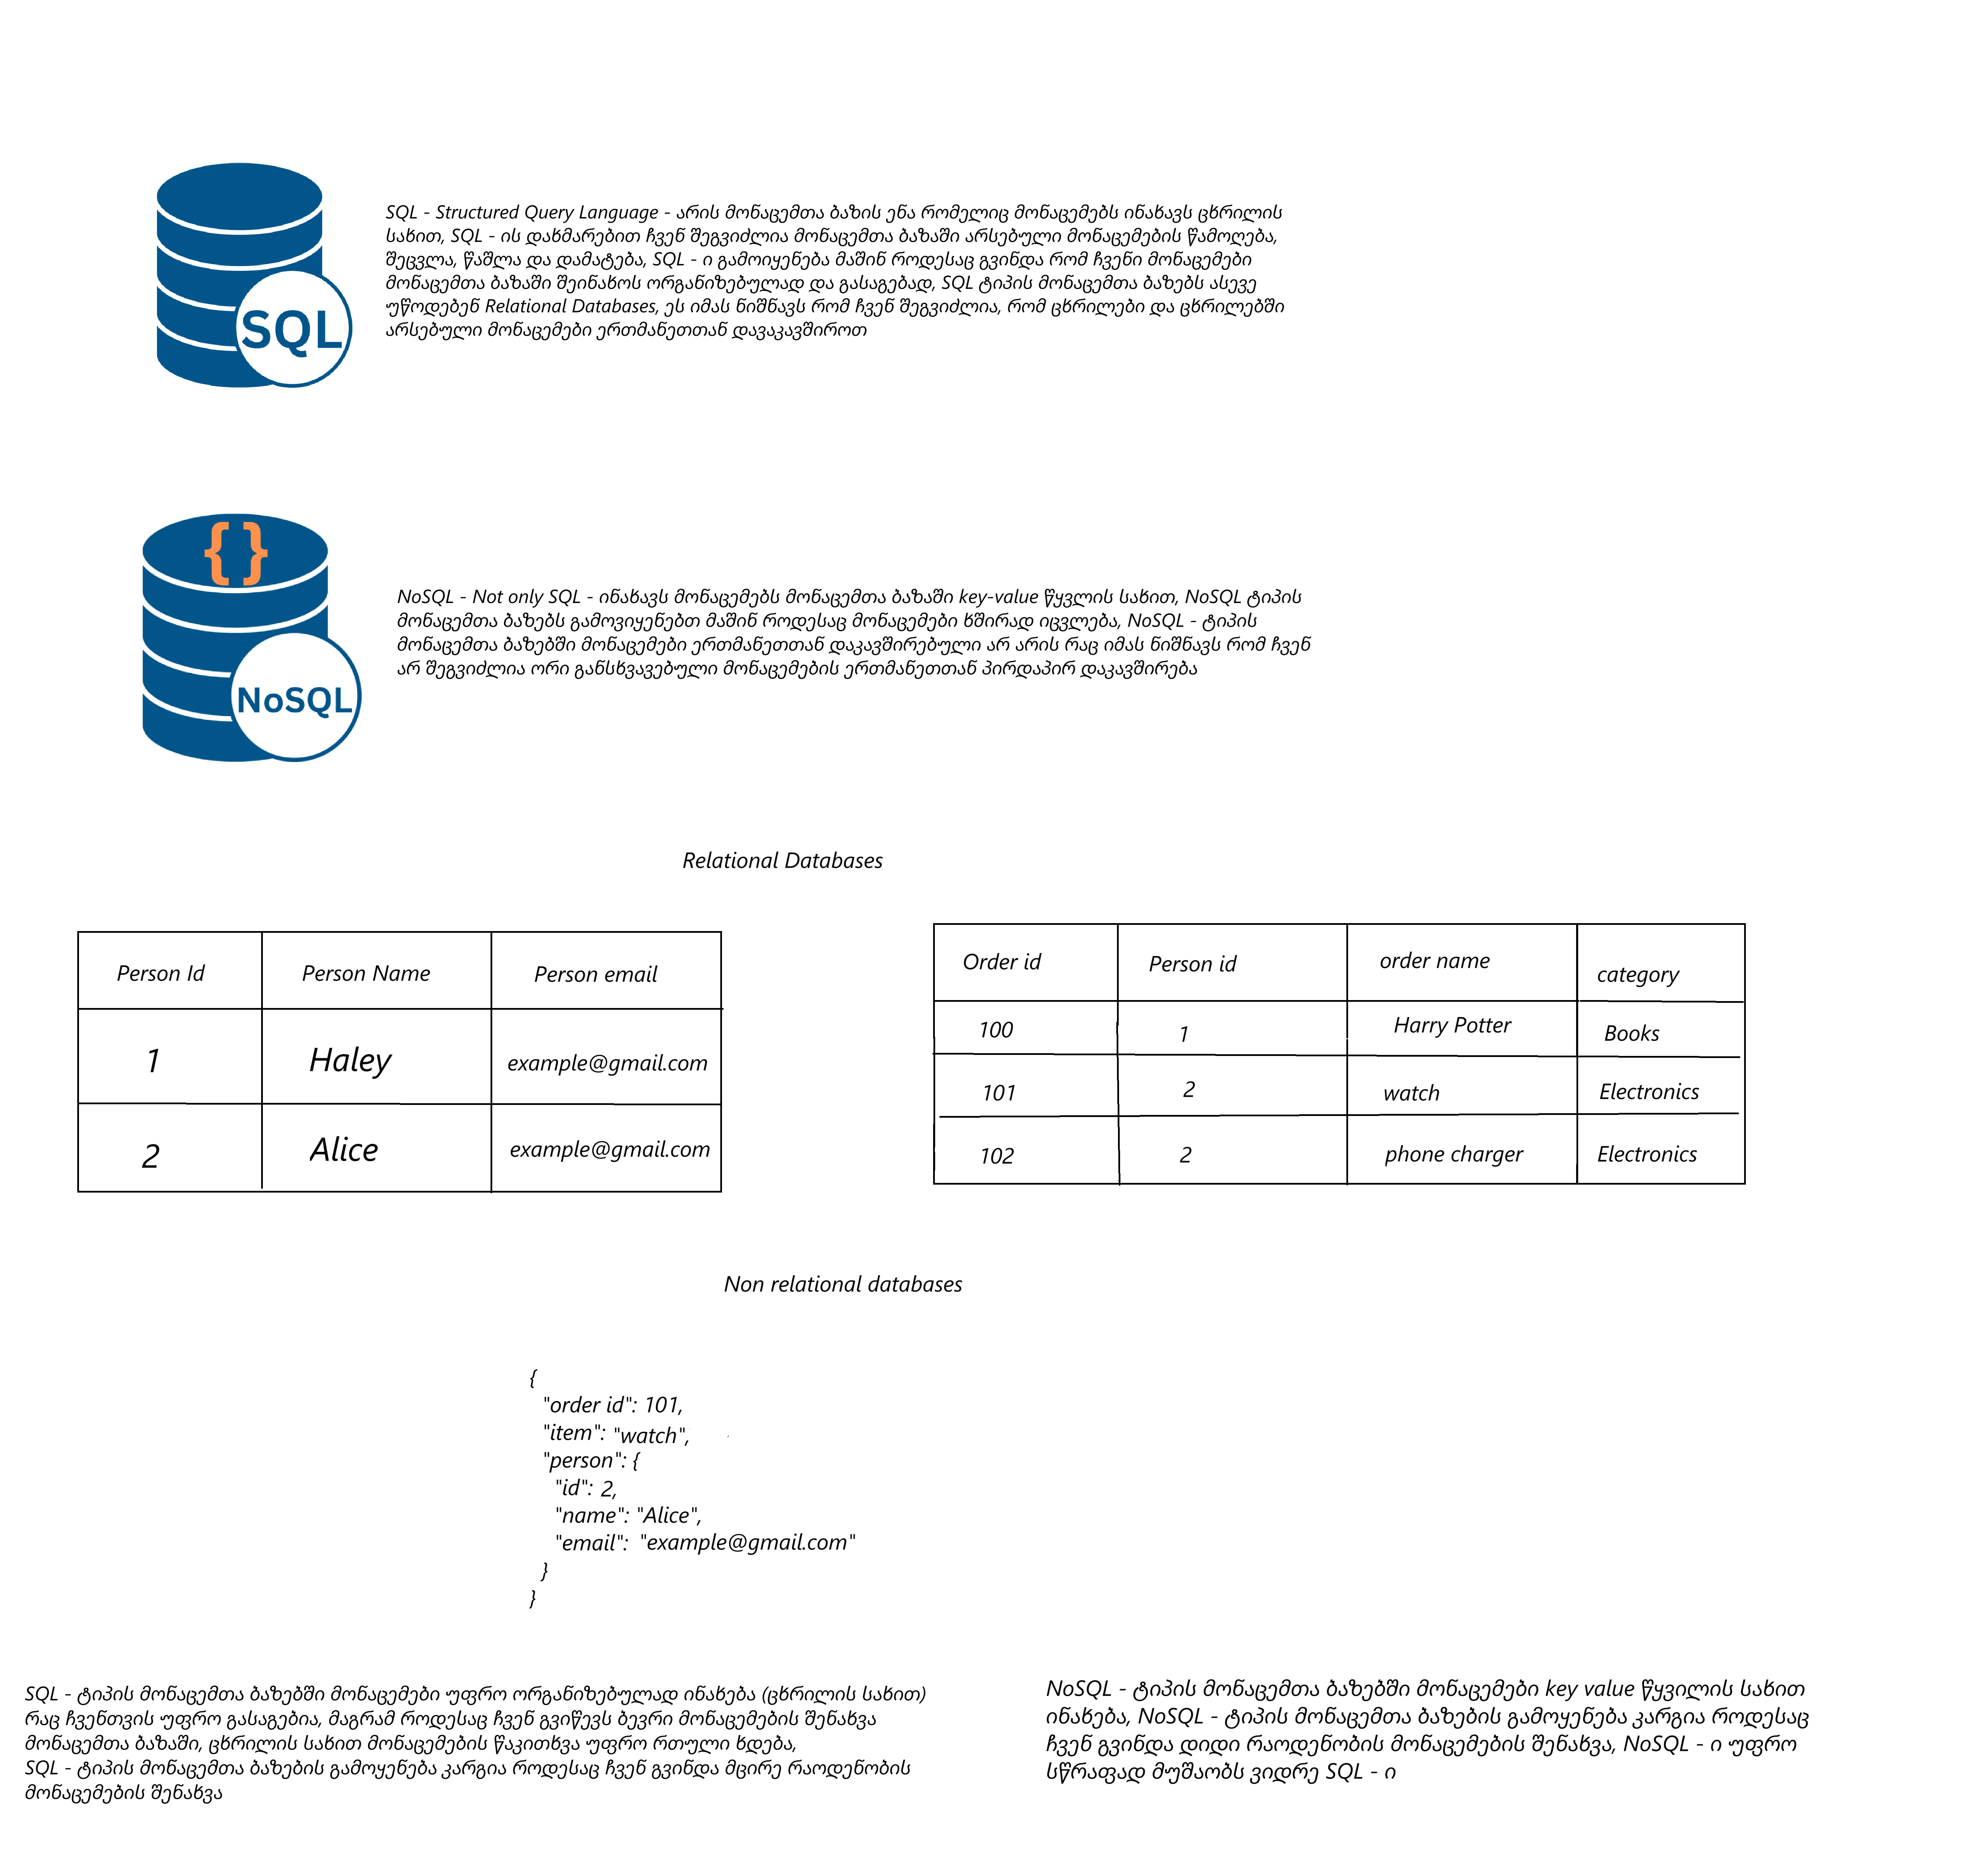 SQL
SQL - Structured Query Language - არის მონაცემთა ბაზის ენა რომელიც მონაცემებს ინახავს ცხრილის
სახით, SQL - ის დახმარებით ჩვენ შეგვიძლია მონაცემთა ბაზაში არსებული მონაცემების წამოღება,
შეცვლა, წაშლა და დამატება, SQL - ი გამოიყენება მაშინ როდესაც გვინდა რომ ჩვენი მონაცემები
მონაცემთა ბაზაში შეინახოს ორგანიზებულად და გასაგებად, SQL ტიპის მონაცემთა ბაზებს ასევე
უწოდებენ Relational Databases, ეს იმას ნიშნავს რომ ჩვენ შეგვიძლია, რომ ცხრილები და ცხრილებში
არსებული მონაცემები ერთმანეთთან დავაკავშიროთ
{ }
NoSQL
NoSQL - Not only SQL - ინახავს მონაცემებს მონაცემთა ბაზაში key-value წყვლის სახით, NoSQL ტიპის
მონაცემთა ბაზებს გამოვიყენებთ მაშინ როდესაც მონაცემები ხშირად იცვლება, NoSQL - ტიპის
მონაცემთა ბაზებში მონაცემები ერთმანეთთან დაკავშირებული არ არის რაც იმას ნიშნავს რომ ჩვენ
არ შეგვიძლია ორი განსხვავებული მონაცემების ერთმანეთთან პირდაპირ დაკავშირება
Relational Databases
Person Id Person Name Person email
1 Haley example@gmail.com
2 Alice example@gmail.com
Order id Person id order name category
100 1 Harry Potter Books
101 2 watch Electronics
102 2 phone charger Electronics
Non relational databases
{
"order id": 101,
"item": "watch",
"person": {
"id": 2,
"name": "Alice",
"email": "example@gmail.com"
}
}
SQL - ტიპის მონაცემთა ბაზებში მონაცემები უფრო ორგანიზებულად ინახება (ცხრილის სახით)
რაც ჩვენთვის უფრო გასაგებია, მაგრამ როდესაც ჩვენ გვიწევს ბევრი მონაცემების შენახვა
მონაცემთა ბაზაში, ცხრილის სახით მონაცემების წაკითხვა უფრო რთული ხდება,
SQL - ტიპის მონაცემთა ბაზების გამოყენება კარგია როდესაც ჩვენ გვინდა მცირე რაოდენობის
მონაცემების შენახვა
NoSQL - ტიპის მონაცემთა ბაზებში მონაცემები key value წყვილის სახით
ინახება, NoSQL - ტიპის მონაცემთა ბაზების გამოყენება კარგია როდესაც
ჩვენ გვინდა დიდი რაოდენობის მონაცემების შენახვა, NoSQL - ი უფრო
სწრაფად მუშაობს ვიდრე SQL - ი